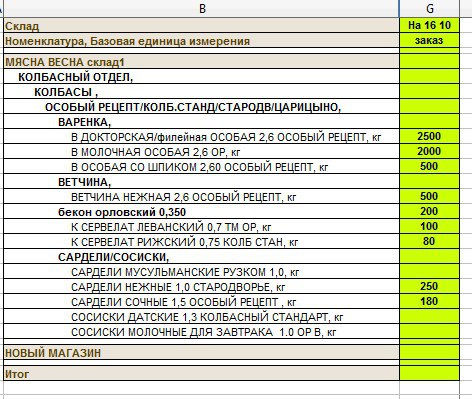 B G
Склад На 16 10
Номенклатура, Базовая единица измерения заказ
МЯСНА ВЕСНА склад1
КОЛБАСНЫЙ ОТДЕЛ,
КОЛБАСЫ ,
ОСОБЫЙ РЕЦЕПТ/КОЛБ.СТАНД/СТАРОДВ/ЦАРИЦЫНО,
ВАРЕНКА,
В ДОКТОРСКАЯ/филейная ОСОБАЯ 2,6 ОСОБЫЙ РЕЦЕПТ, кг 2500
В МОЛОЧНАЯ ОСОБАЯ 2,6 ОР, кг 2000
В ОСОБАЯ СО ШПИКОМ 2,60 ОСОБЫЙ РЕЦЕПТ, кг 500
ВЕТЧИНА,
ВЕТЧИНА НЕЖНАЯ 2,6 ОСОБЫЙ РЕЦЕПТ, кг 500
бекон орловский 0,350 200
К СЕРВЕЛАТ ЛЕВАНСКИЙ 0,7 ТМ ОР, кг 100
К СЕРВЕЛАТ РИЖСКИЙ 0,75 КОЛБ СТАН, кг 80
САРДЕЛИ/СОСИСКИ,
САРДЕЛИ МУСУЛЬМАНСКИЕ РУЗКОМ 1,0, кг
САРДЕЛИ НЕЖНЫЕ 1,0 СТАРОДВОРЬЕ, кг 250
САРДЕЛИ СОЧНЫЕ 1,5 ОСОБЫЙ РЕЦЕПТ , кг 180
СОСИСКИ ДАТСКИЕ 1,3 КОЛБАСНЫЙ СТАНДАРТ, кг
СОСИСКИ МОЛОЧНЫЕ ДЛЯ ЗАВТРАКА 1.0 ОР В, кг
НОВЫЙ МАГАЗИН
Итог